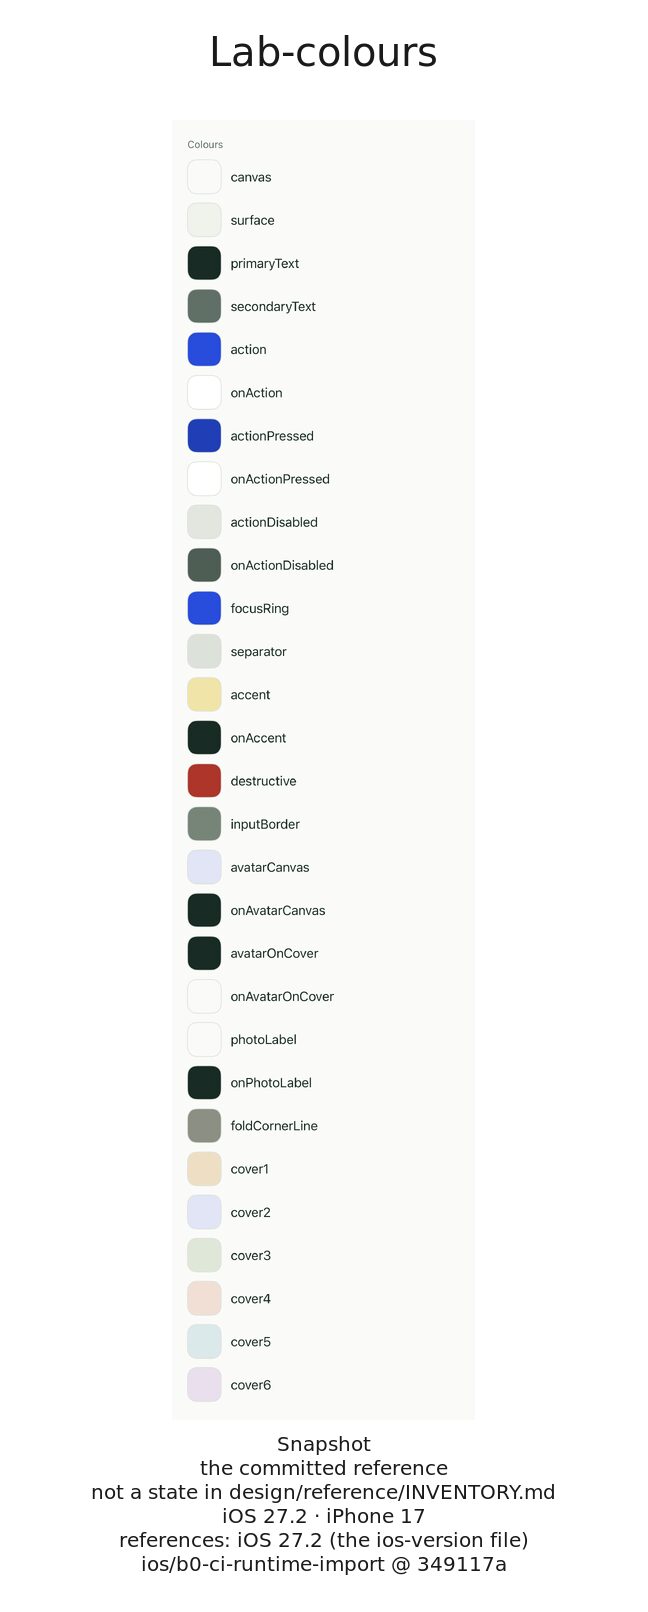 Lab-colours
Colours
canvas
surface
primaryText
secondaryText
action
onAction
actionPressed
onActionPressed
actionDisabled
onActionDisabled
focusRing
separator
accent
onAccent
destructive
inputBorder
avatarCanvas
onAvatarCanvas
avatarOnCover
onAvatarOnCover
photoLabel
onPhotoLabel
foldCornerLine
cover1
cover2
cover3
cover4
cover5
cover6
Snapshot
the committed reference
not a state in design/reference/INVENTORY.md
iOS 27.2 · iPhone 17
references: iOS 27.2 (the ios-version file)
ios/b0-ci-runtime-import @ 349117a